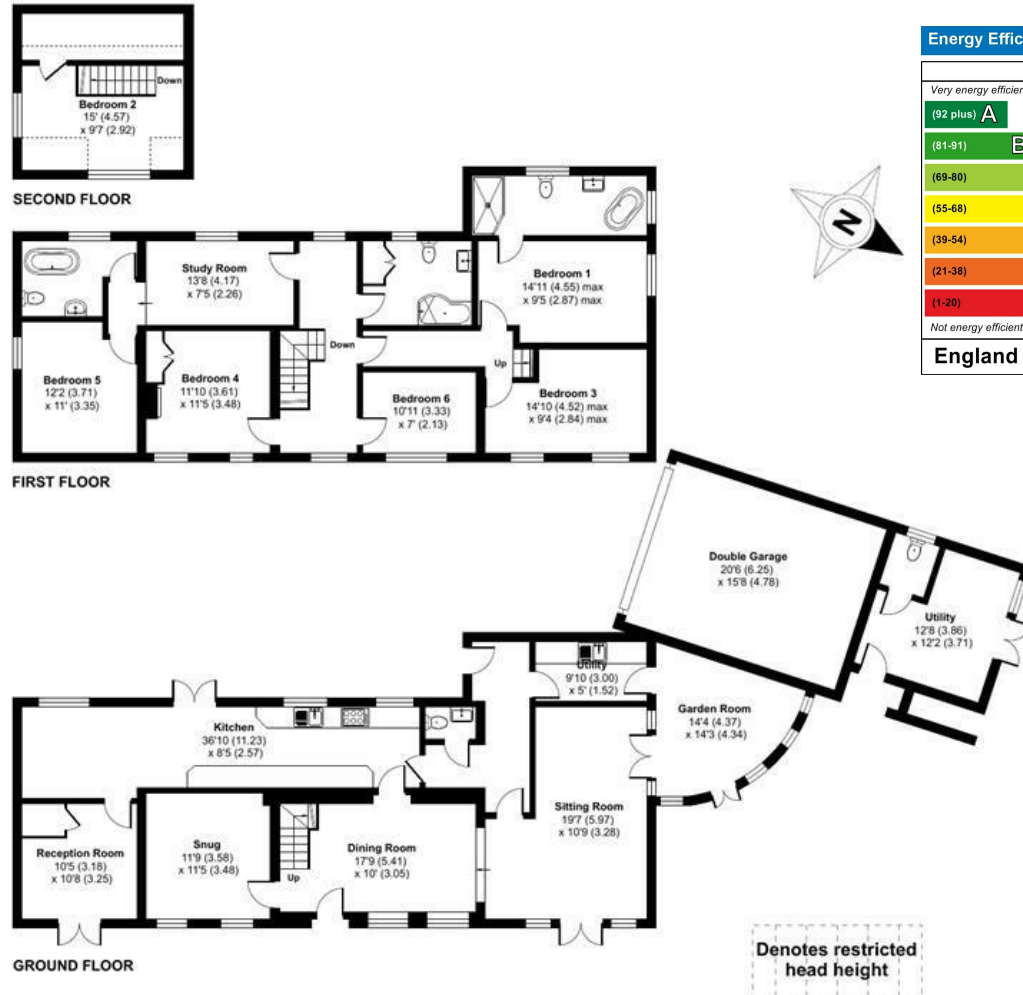 Down
Bedroom 2
15' (4.57)
x 9'7 (2.92)
SECOND FLOOR
Energy Effic
Very energy efficien
(92 plus) A
(81-91) B
(69-80)
(55-68)
(39-54)
(21-38)
(1-20)
Not energy efficient
England
N
Study Room
13'8 (4.17)
x 7'5 (2.26)
Bedroom 1
14'11 (4.55) max
x 9'5 (2.87) max
Down
Up
Bedroom 5
12'2 (3.71)
x 11' (3.35)
Bedroom 4
11'10 (3.61)
x 11'5 (3.48)
Bedroom 6
10'11 (3.33)
x 7' (2.13)
Bedroom 3
14'10 (4.52) max
x 9'4 (2.84) max
FIRST FLOOR
Double Garage
20'6 (6.25)
x 15'8 (4.78)
Utility
12'8 (3.86)
x 12'2 (3.71)
Utility
9'10 (3.00)
x 5' (1.52)
Garden Room
14'4 (4.37)
x 14'3 (4.34)
Kitchen
36'10 (11.23)
x 8'5 (2.57)
Sitting Room
19'7 (5.97)
x 10'9 (3.28)
Reception Room
10'5 (3.18)
x 10'8 (3.25)
Snug
11'9 (3.58)
x 11'5 (3.48)
Up
Dining Room
17'9 (5.41)
x 10' (3.05)
GROUND FLOOR
Denotes restricted
head height